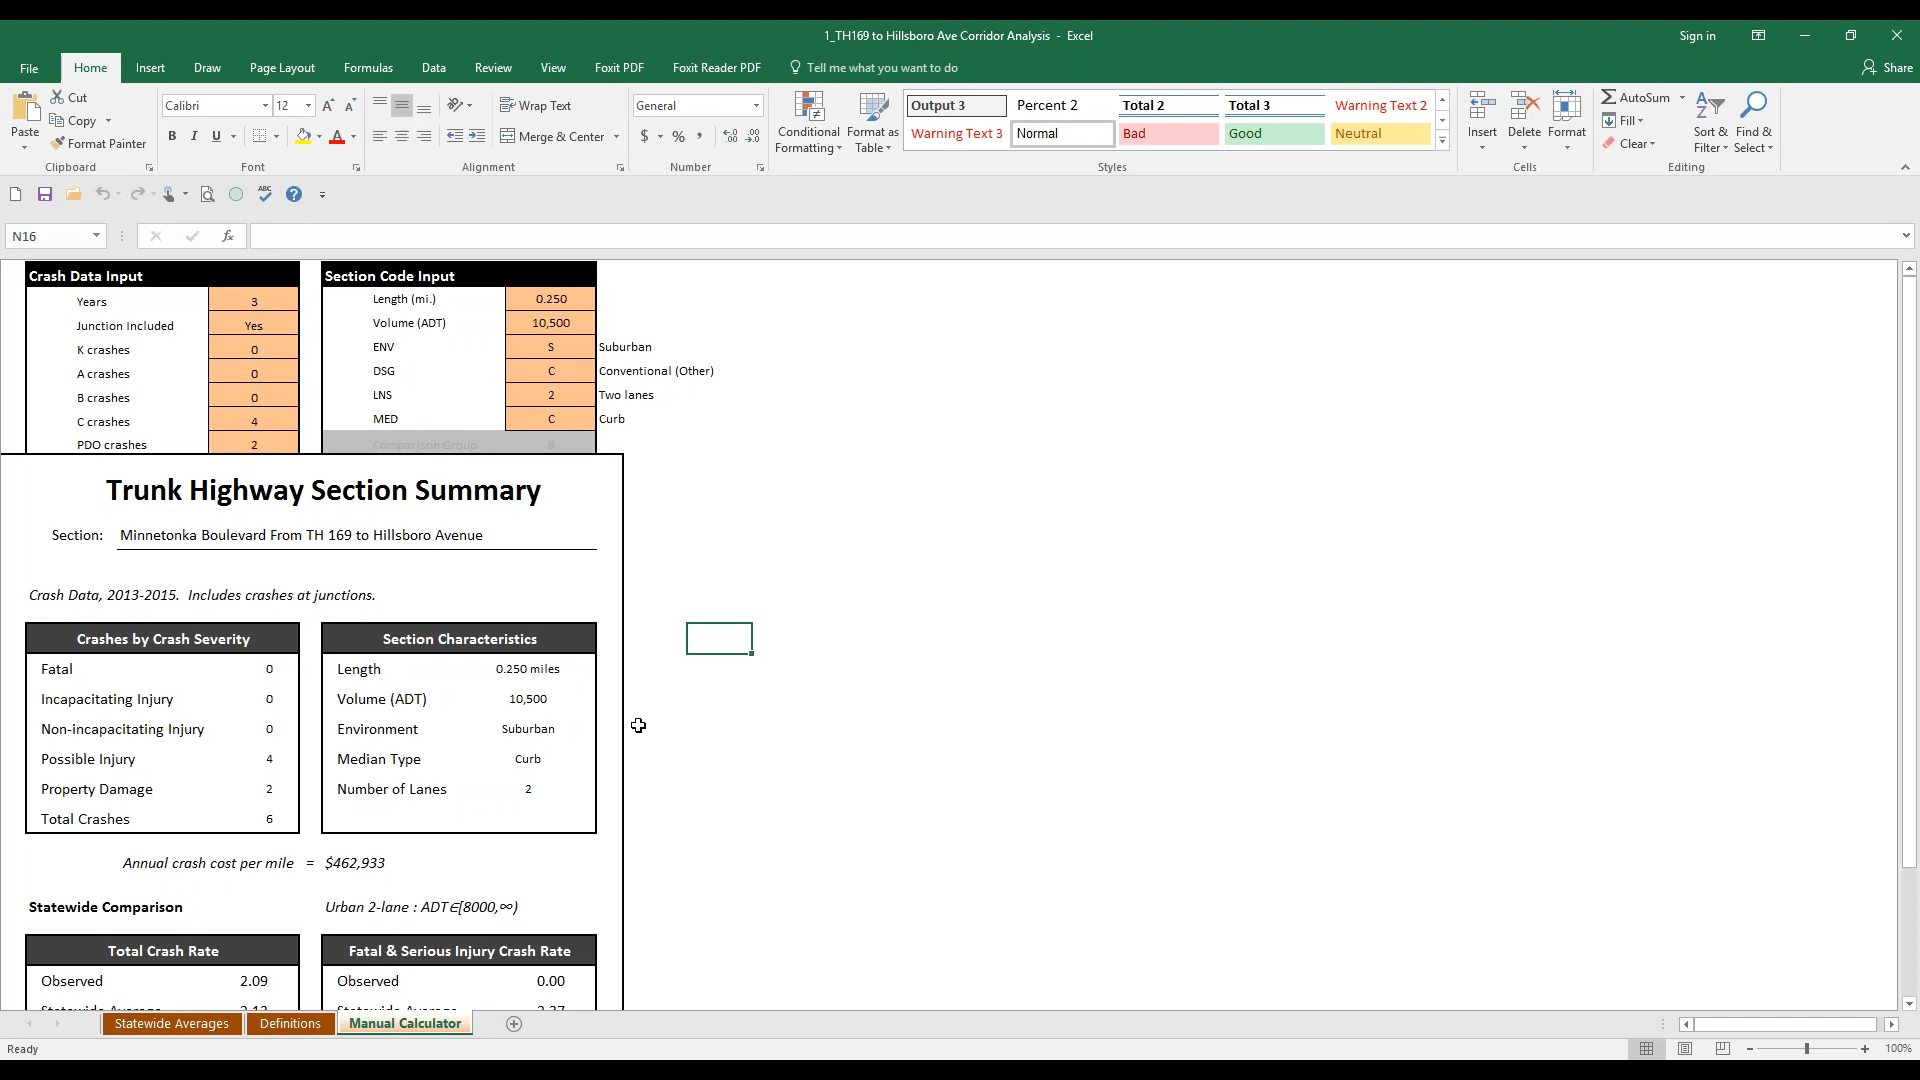 1_TH169 to Hillsboro Ave Corridor Analysis - Excel
Sign in
File Home Insert Draw Page Layout Formulas Data Review View Foxit PDF Foxit Reader PDF Tell me what you want to do Share
Paste
Cut
Copy
Format Painter
Clipboard
Calibri 12
B I U
Font
Wrap Text
Merge & Center
Alignment
General
$ % ,
Number
Conditional Formatting
Format as Table
Output 3 Percent 2 Total 2 Total 3 Warning Text 2
Warning Text 3 Normal Bad Good Neutral
Styles
Insert Delete Format
Cells
AutoSum
Fill
Clear
Sort & Filter
Find & Select
Editing
N16
Crash Data Input
Years 3
Junction Included Yes
K crashes 0
A crashes 0
B crashes 0
C crashes 4
PDO crashes 2
Section Code Input
Length (mi.) 0.250
Volume (ADT) 10,500
ENV S Suburban
DSG C Conventional (Other)
LNS 2 Two lanes
MED C Curb
Comparison Group 8
Trunk Highway Section Summary
Section: Minnetonka Boulevard From TH 169 to Hillsboro Avenue
Crash Data, 2013-2015. Includes crashes at junctions.
Crashes by Crash Severity
Fatal 0
Incapacitating Injury 0
Non-incapacitating Injury 0
Possible Injury 4
Property Damage 2
Total Crashes 6
Section Characteristics
Length 0.250 miles
Volume (ADT) 10,500
Environment Suburban
Median Type Curb
Number of Lanes 2
Annual crash cost per mile = $462,933
Statewide Comparison Urban 2-lane : ADT∈[8000,∞)
Total Crash Rate
Observed 2.09
Fatal & Serious Injury Crash Rate
Observed 0.00
Statewide Averages Definitions Manual Calculator
Ready
100%